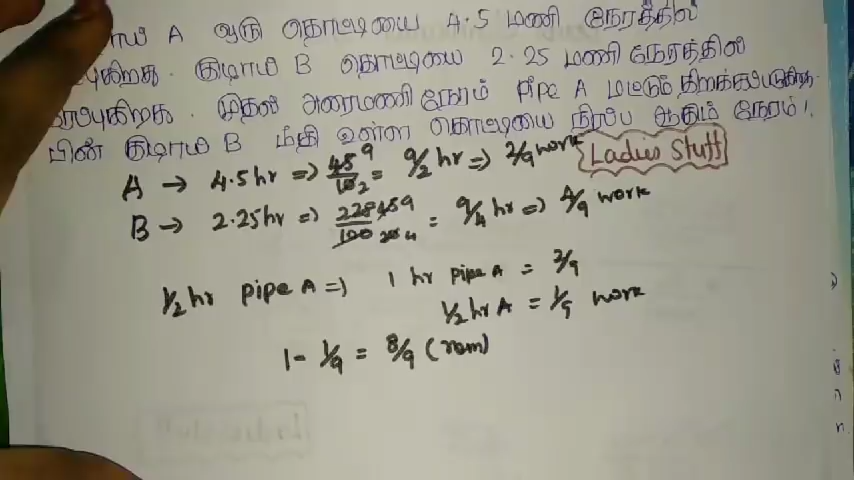 A ஒரு தொட்டியை 4.5 மணி நேரத்தில்
குழாய் B தொட்டியை 2.25 மணி நேரத்தில்
முதல் அரைமணி நேரம் Pipe A மட்டும் திறக்கப்படுகிறது.
பின் குழாய் B மீதி உள்ள தொட்டியை நிரப்ப ஆகும் நேரம்?
Ladies Stuff
A → 4.5 hr => 45/10 9/2 = 9/2 hr => 2/9 work
B → 2.25 hr => = 9/4 hr => 4/9 work
1/2 hr pipe A => 1 hr pipe A = 2/9
1/2 hr A = 1/9 work
1 - 1/9 = 8/9 (rem)